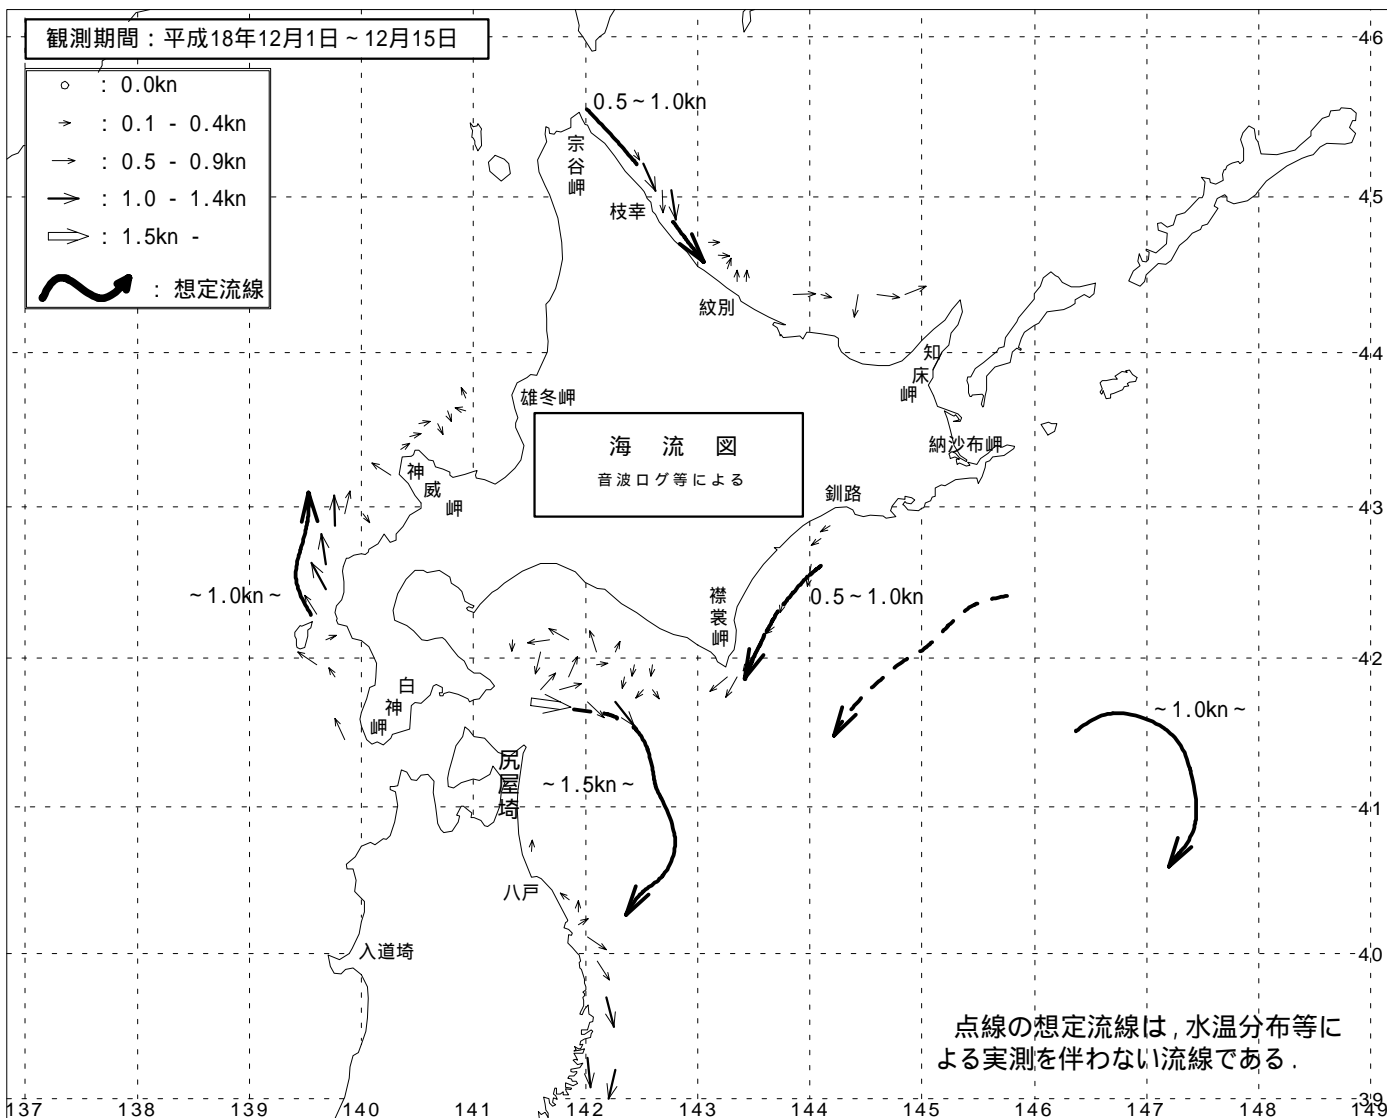 観測期間：平成18年12月1日～12月15日
：0.0kn
：0.1 - 0.4kn
：0.5 - 0.9kn
：1.0 - 1.4kn
：1.5kn -
：想定流線
46
45
44
43
42
41
40
39
0.5～1.0kn
宗谷岬
枝幸
紋別
知床岬
雄冬岬
海流図
音波ログ等による
納沙布岬
神威岬
釧路
～1.0kn～
襟裳岬
0.5～1.0kn
白神岬
～1.0kn～
尻屋埼
～1.5kn～
八戸
入道埼
点線の想定流線は，水温分布等に
よる実測を伴わない流線である．
137 138 139 140 141 142 143 144 145 146 147 148 149